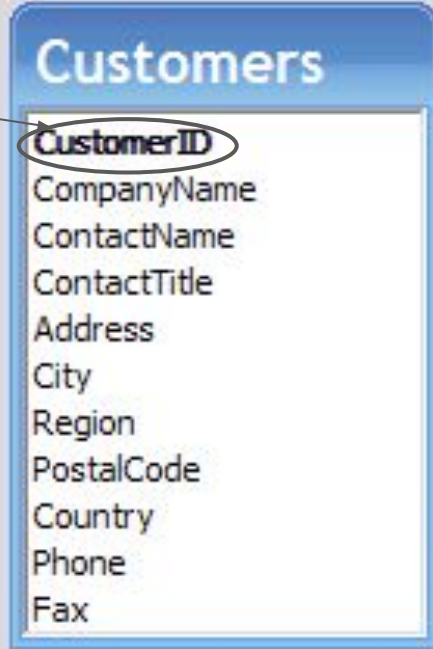 Customers
CustomerID
CompanyName
ContactName
ContactTitle
Address
City
Region
PostalCode
Country
Phone
Fax